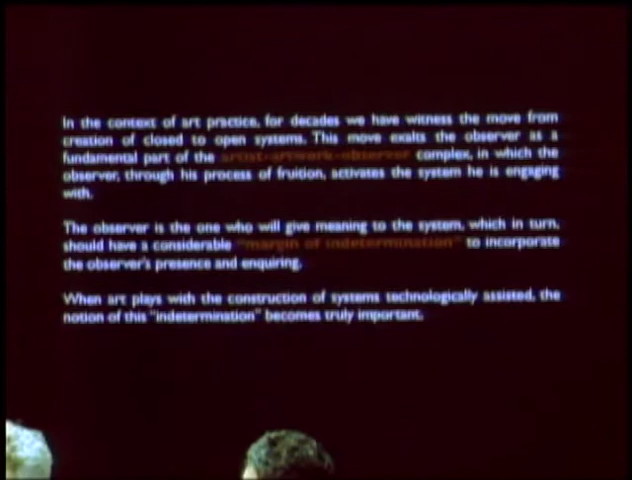 In the context of art practice, for decades we have witness the move from
creation of closed to open systems. This move exalts the observer as a
fundamental part of the artist-artwork-observer complex, in which the
observer, through his process of fruition, activates the system he is engaging
with.
The observer is the one who will give meaning to the system, which in turn,
should have a considerable "margin of indetermination" to incorporate
the observer's presence and enquiring.
When art plays with the construction of systems technologically assisted, the
notion of this "indetermination" becomes truly important.